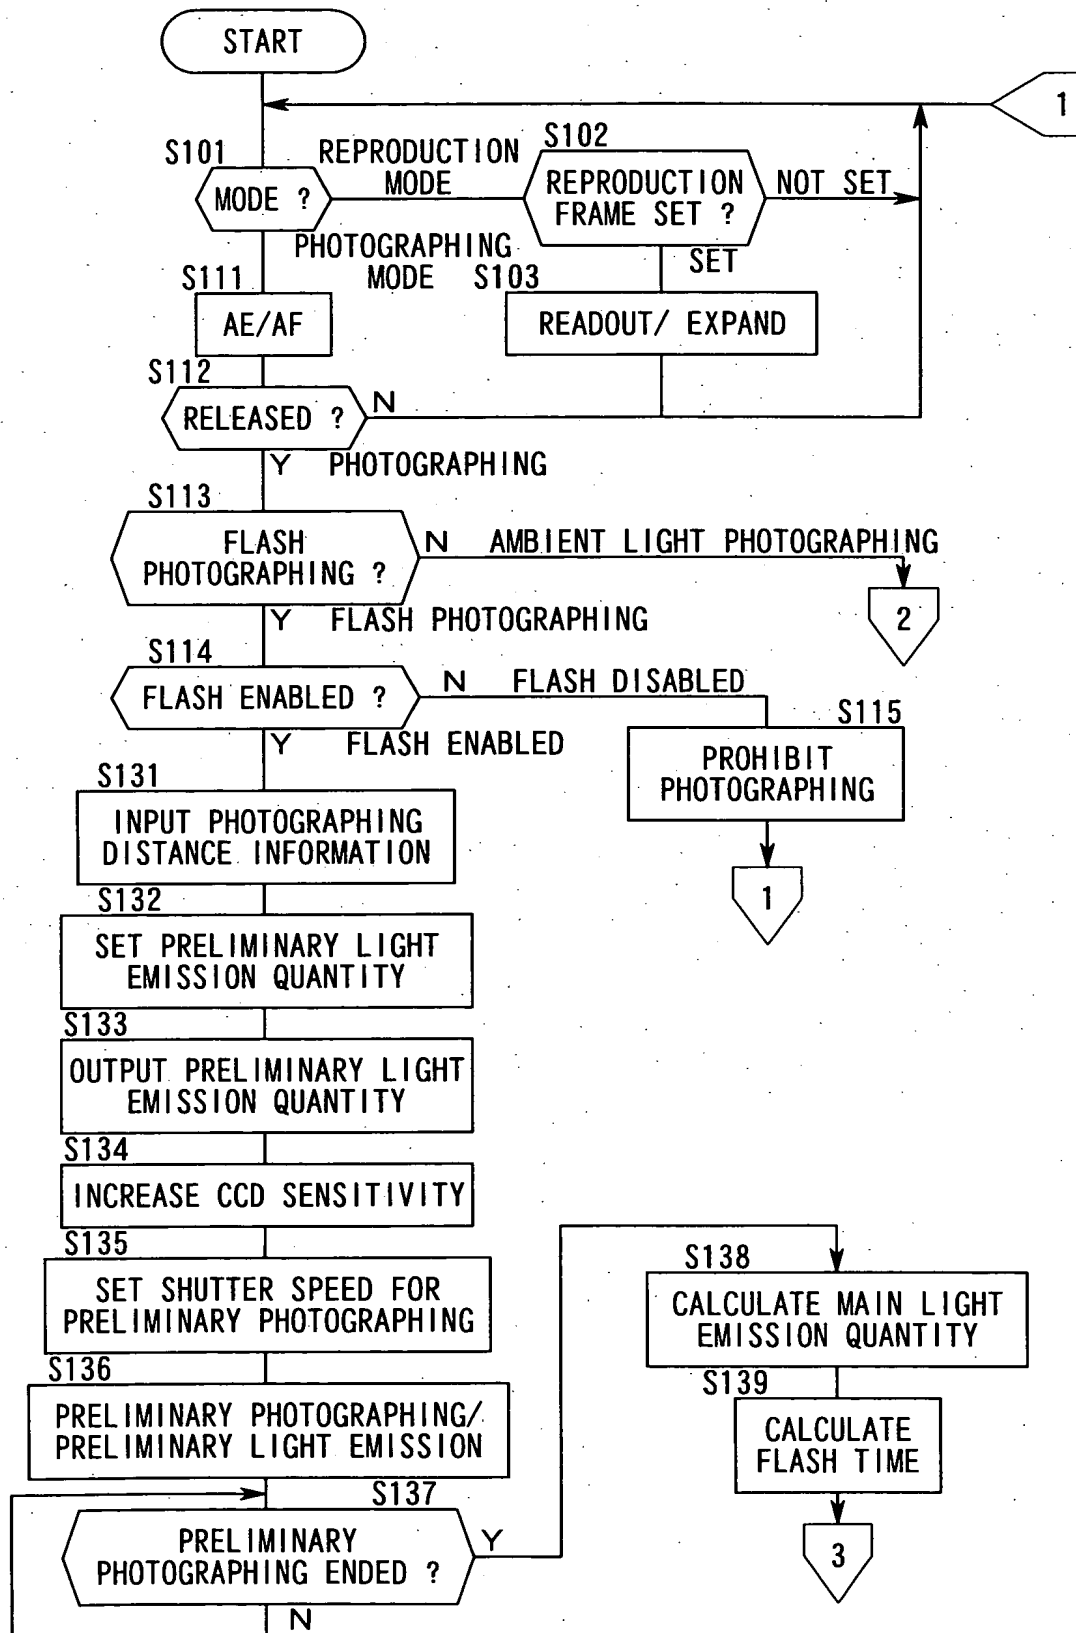 START
1
S101
REPRODUCTION
MODE
S102
MODE ?
REPRODUCTION
FRAME SET ?
NOT SET
PHOTOGRAPHING
MODE
SET
S111
S103
AE/AF
READOUT/ EXPAND
S112
RELEASED ?
N
Y PHOTOGRAPHING
S113
FLASH
PHOTOGRAPHING ?
N AMBIENT LIGHT PHOTOGRAPHING
2
Y FLASH PHOTOGRAPHING
S114
FLASH ENABLED ?
N FLASH DISABLED
S115
PROHIBIT
PHOTOGRAPHING
1
Y FLASH ENABLED
S131
INPUT PHOTOGRAPHING
DISTANCE INFORMATION
S132
SET PRELIMINARY LIGHT
EMISSION QUANTITY
S133
OUTPUT PRELIMINARY LIGHT
EMISSION QUANTITY
S134
INCREASE CCD SENSITIVITY
S135
SET SHUTTER SPEED FOR
PRELIMINARY PHOTOGRAPHING
S136
PRELIMINARY PHOTOGRAPHING/
PRELIMINARY LIGHT EMISSION
S137
PRELIMINARY
PHOTOGRAPHING ENDED ?
Y
N
S138
CALCULATE MAIN LIGHT
EMISSION QUANTITY
S139
CALCULATE
FLASH TIME
3